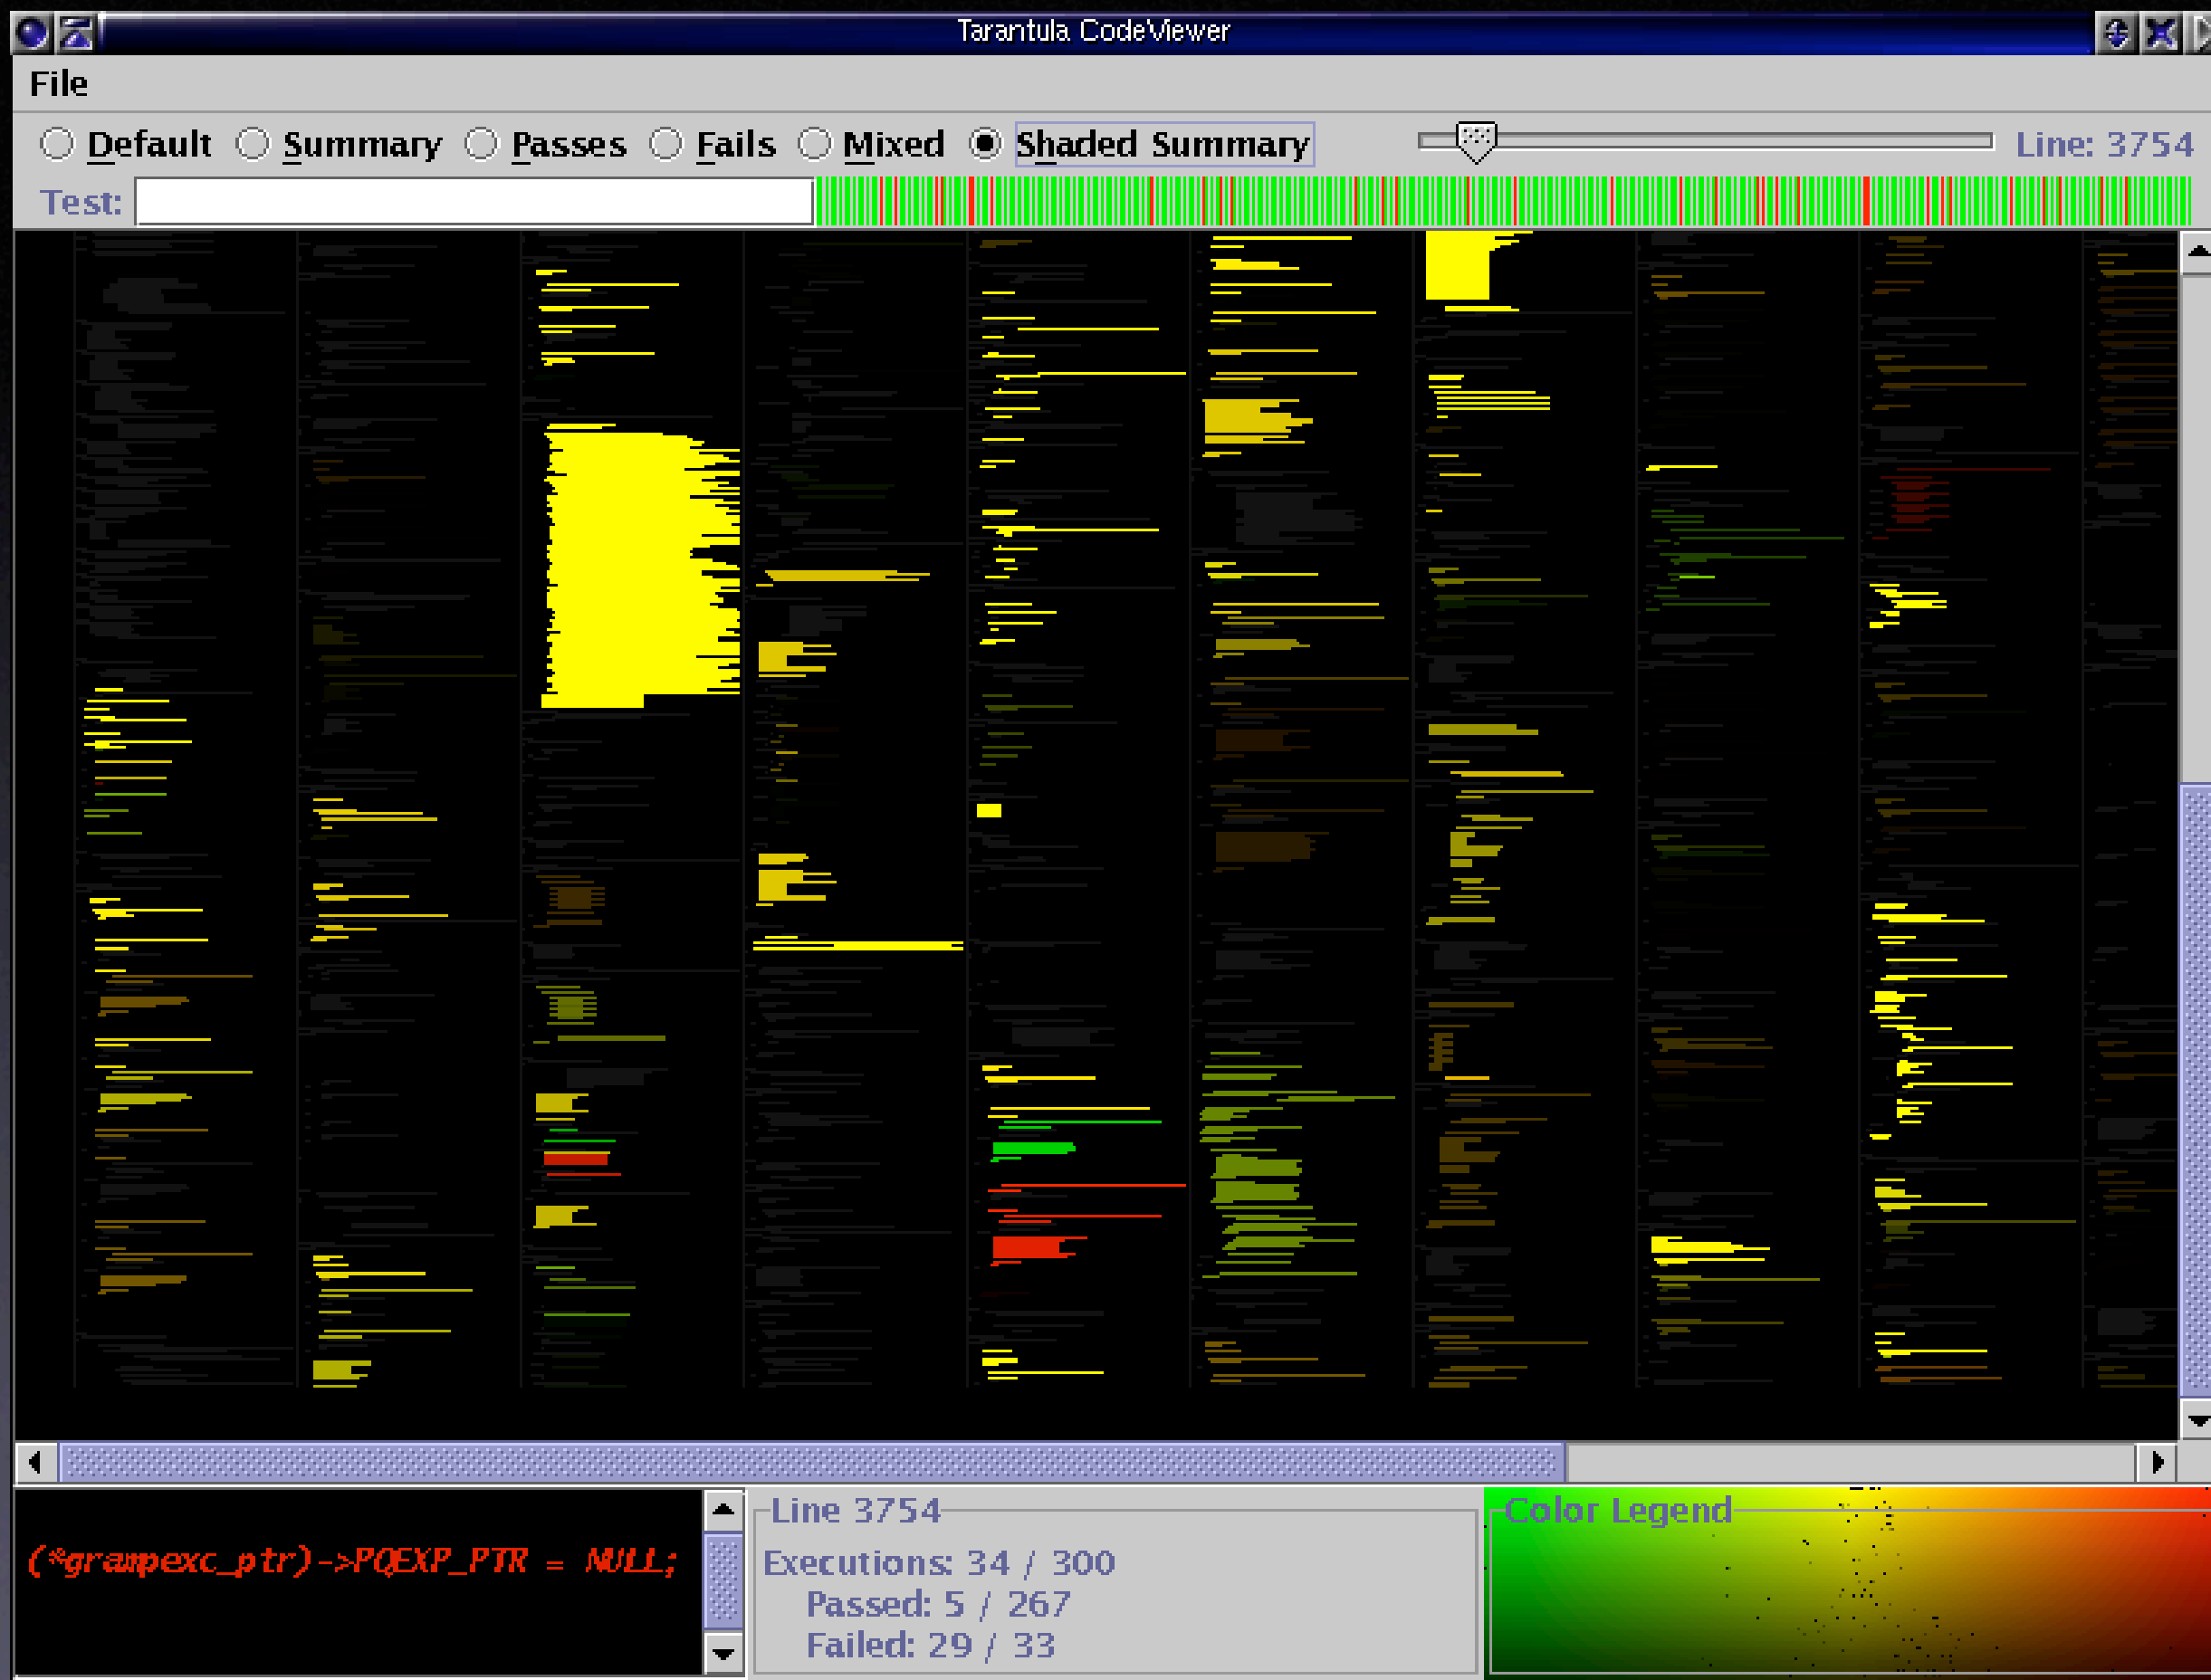 Tarantula CodeViewer
File
Default Summary Passes Fails Mixed Shaded Summary Line: 3754
Test:
(*grampexc_ptr)->PQEXP_PTR = NULL;
Line 3754
Executions: 34 / 300
Passed: 5 / 267
Failed: 29 / 33
Color Legend